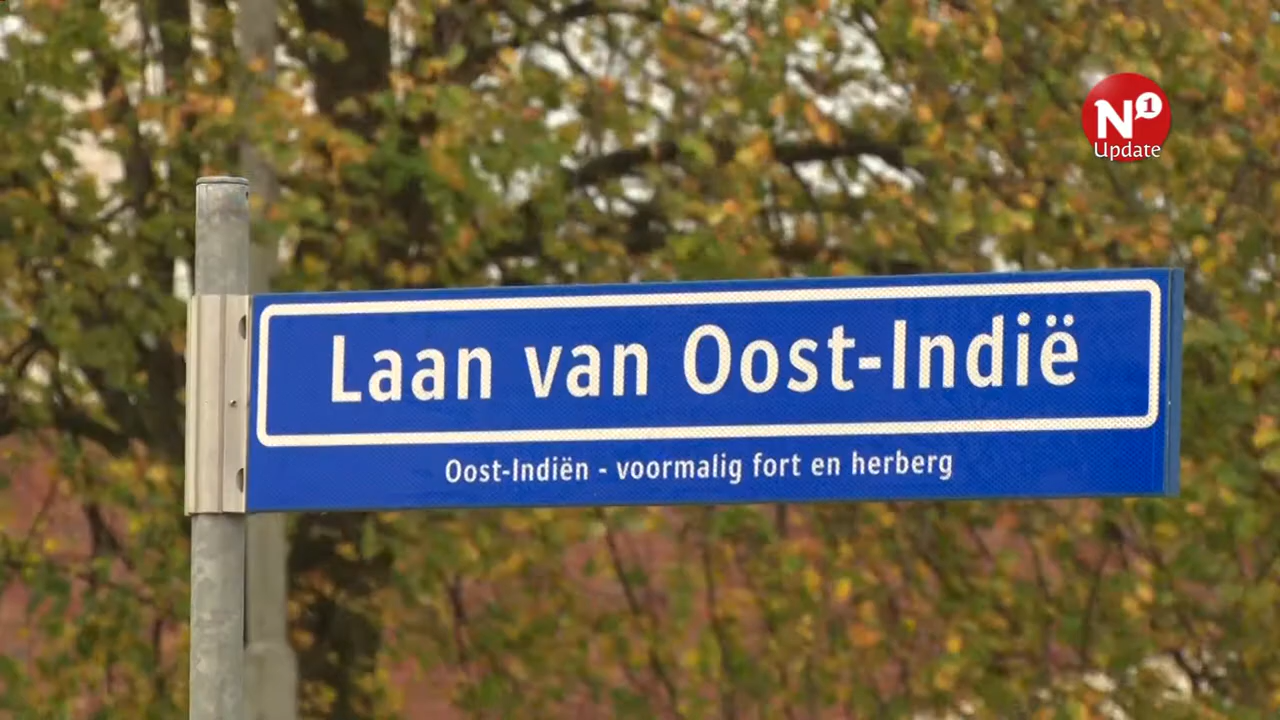 N1
Update
Laan van Oost-Indië
Oost-Indiën - voormalig fort en herberg